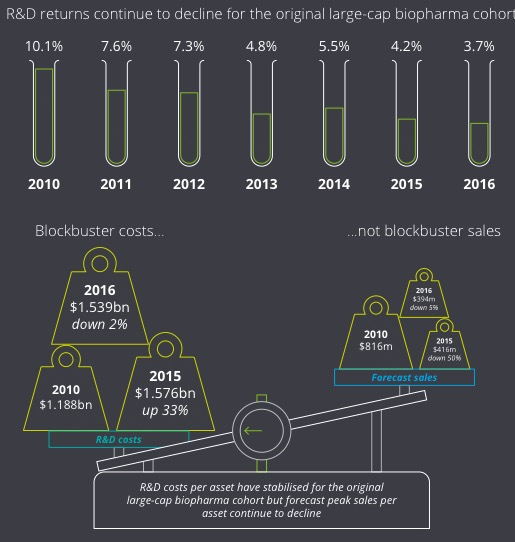 R&D returns continue to decline for the original large-cap biopharma cohort
10.1% 7.6% 7.3% 4.8% 5.5% 4.2% 3.7%
2010 2011 2012 2013 2014 2015 2016
Blockbuster costs...
...not blockbuster sales
2016
$1.539bn
down 2%
2010
$1.188bn
2015
$1.576bn
up 33%
R&D costs
2016
$394m
down 5%
2010
$816m
2015
$416m
down 50%
Forecast sales
R&D costs per asset have stabilised for the original
large-cap biopharma cohort but forecast peak sales per
asset continue to decline